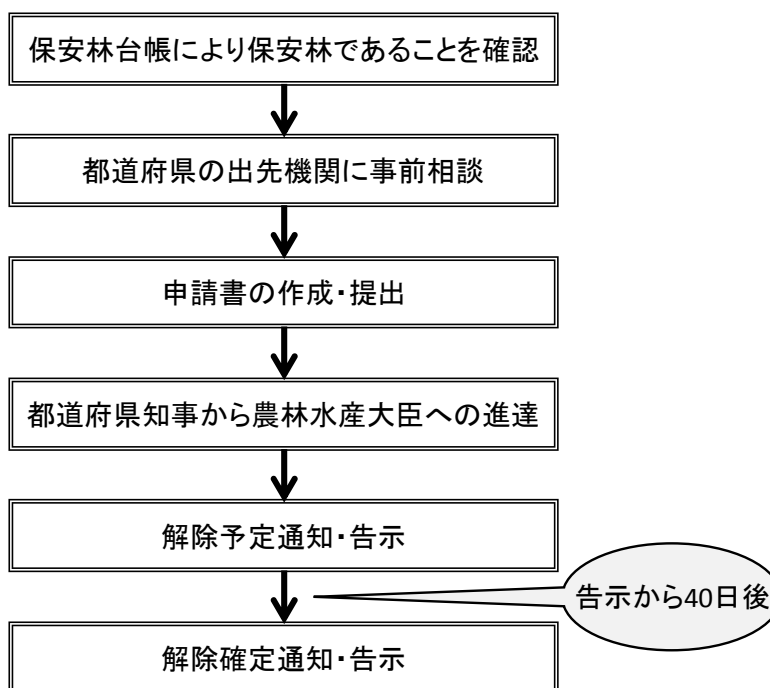 保安林台帳により保安林であることを確認
都道府県の出先機関に事前相談
申請書の作成・提出
都道府県知事から農林水産大臣への進達
解除予定通知・告示
告示から40日後
解除確定通知・告示